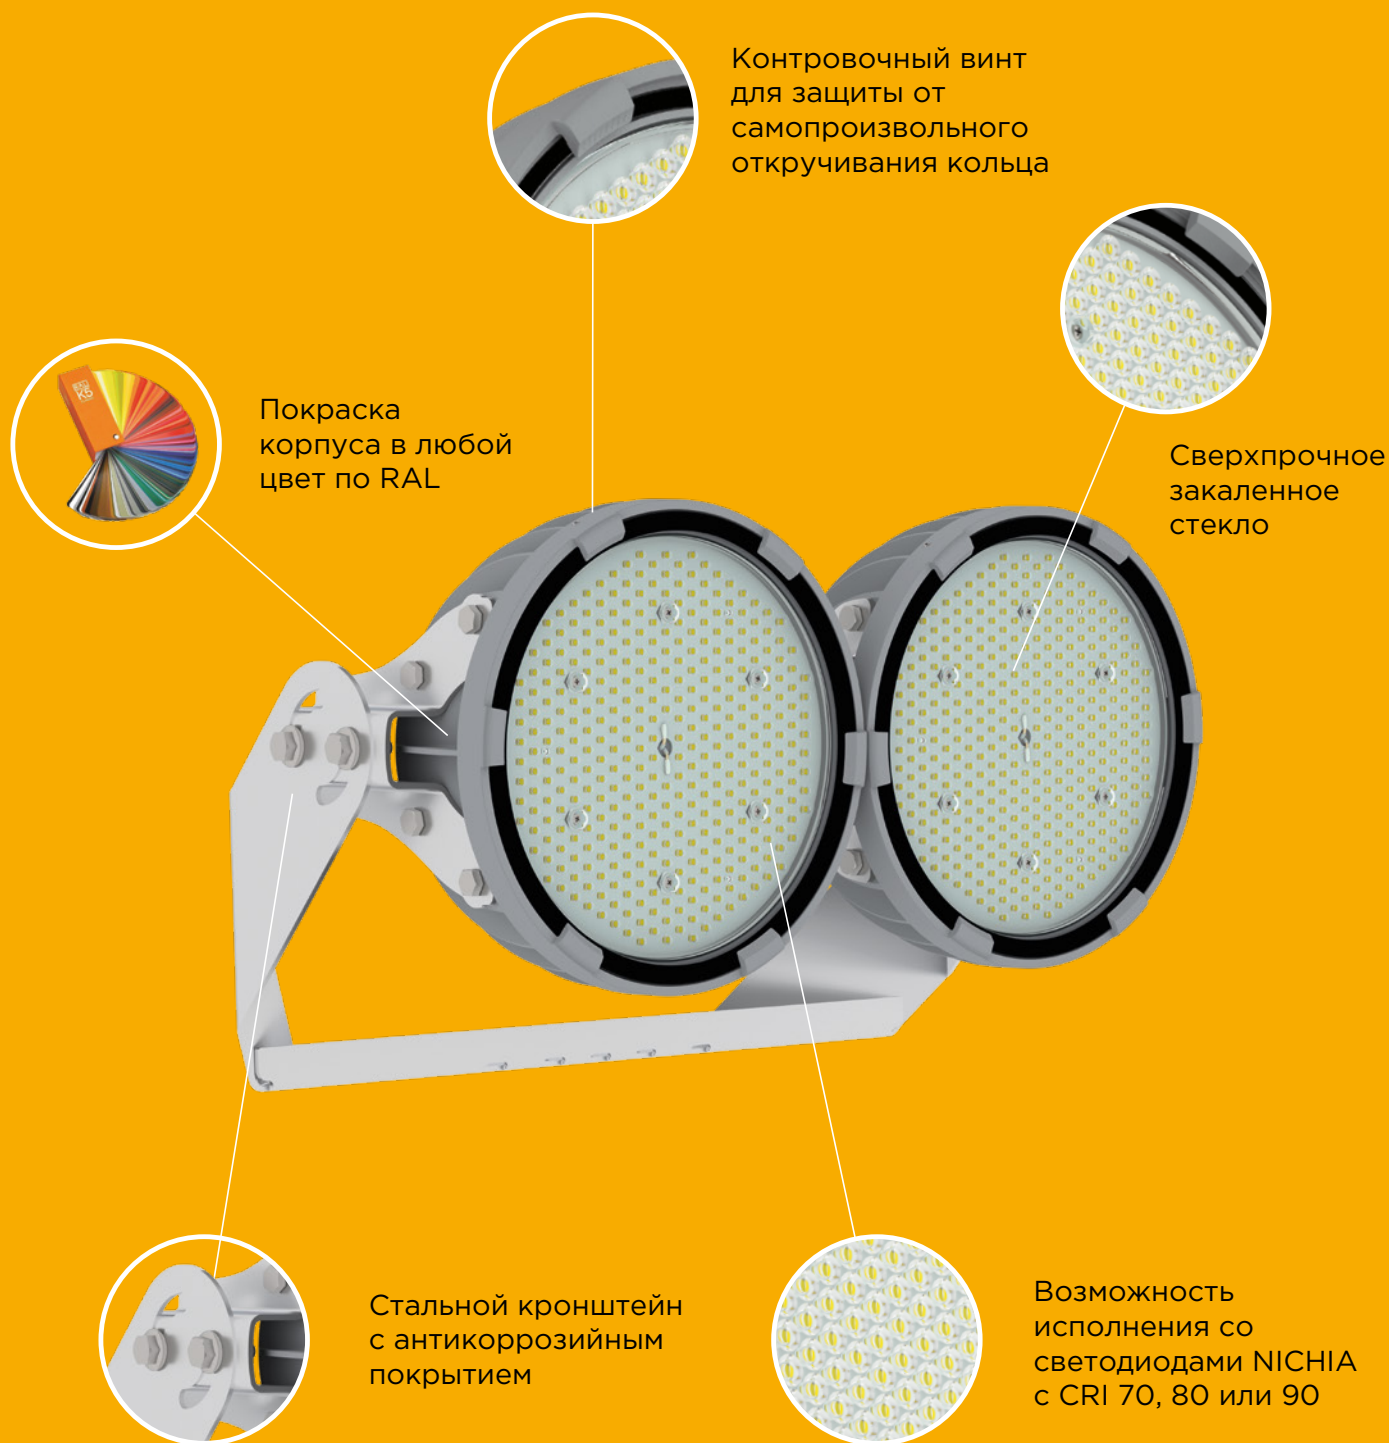 Контровочный винт
для защиты от
самопроизвольного
откручивания кольца
Покраска
корпуса в любой
цвет по RAL
K5
Сверхпрочное
закаленное
стекло
Стальной кронштейн
с антикоррозийным
покрытием
Возможность
исполнения со
светодиодами NICHIA
с CRI 70, 80 или 90